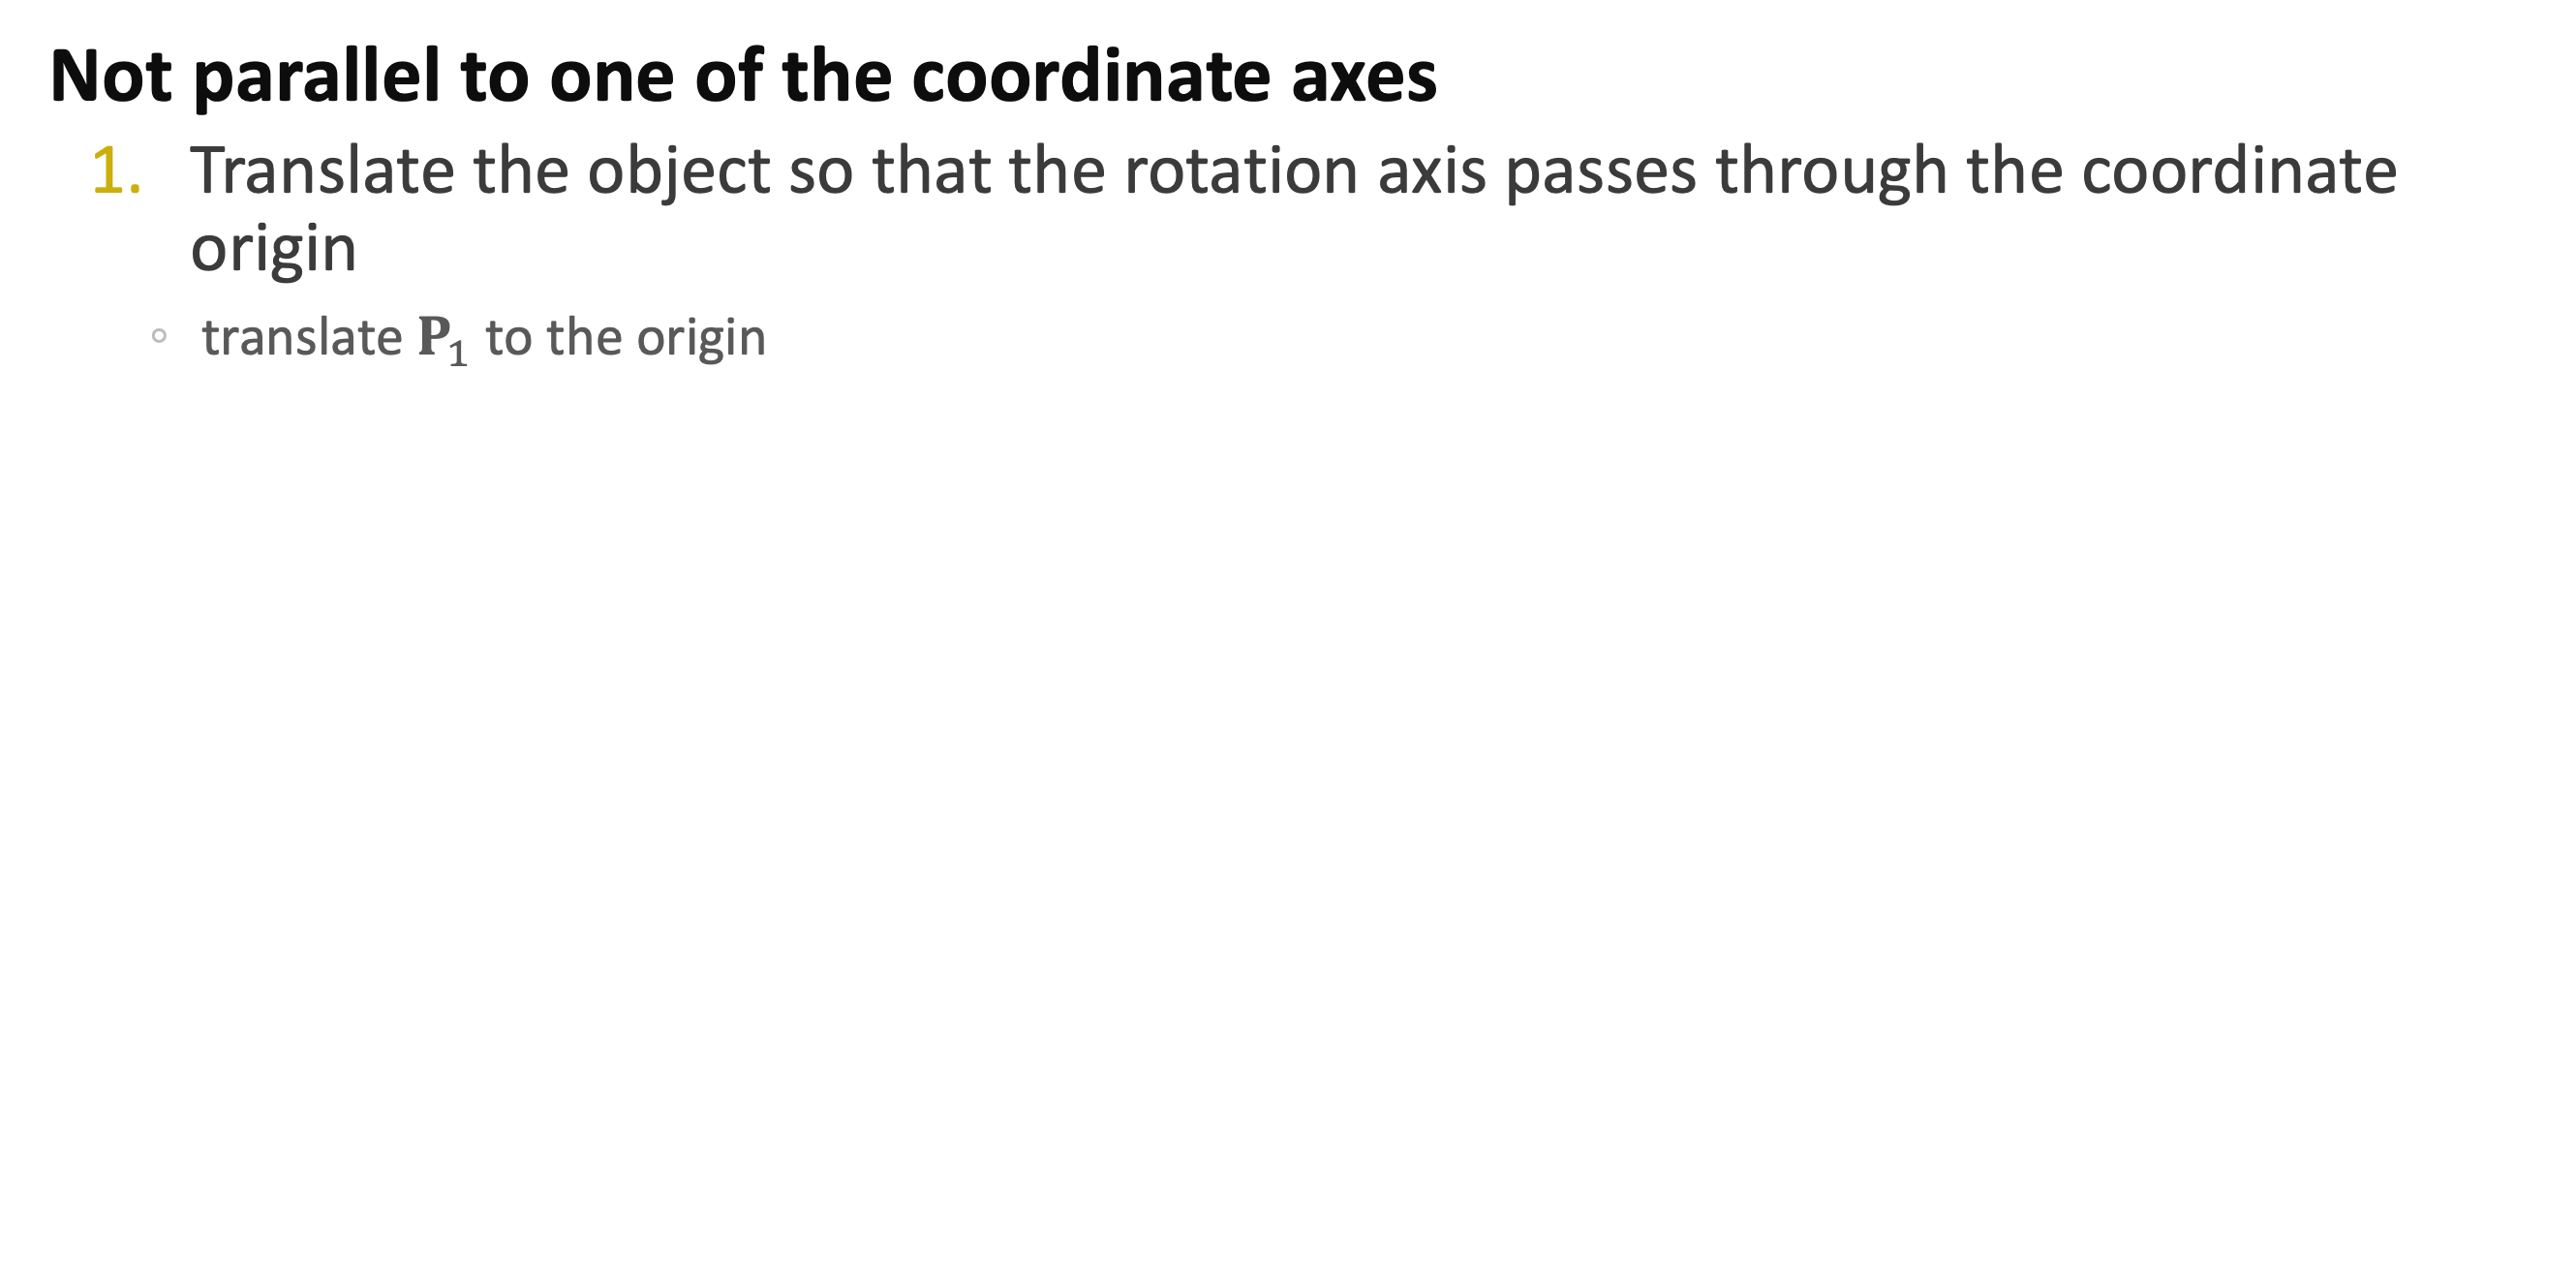 Not parallel to one of the coordinate axes
1. Translate the object so that the rotation axis passes through the coordinate
origin
◦ translate P₁ to the origin